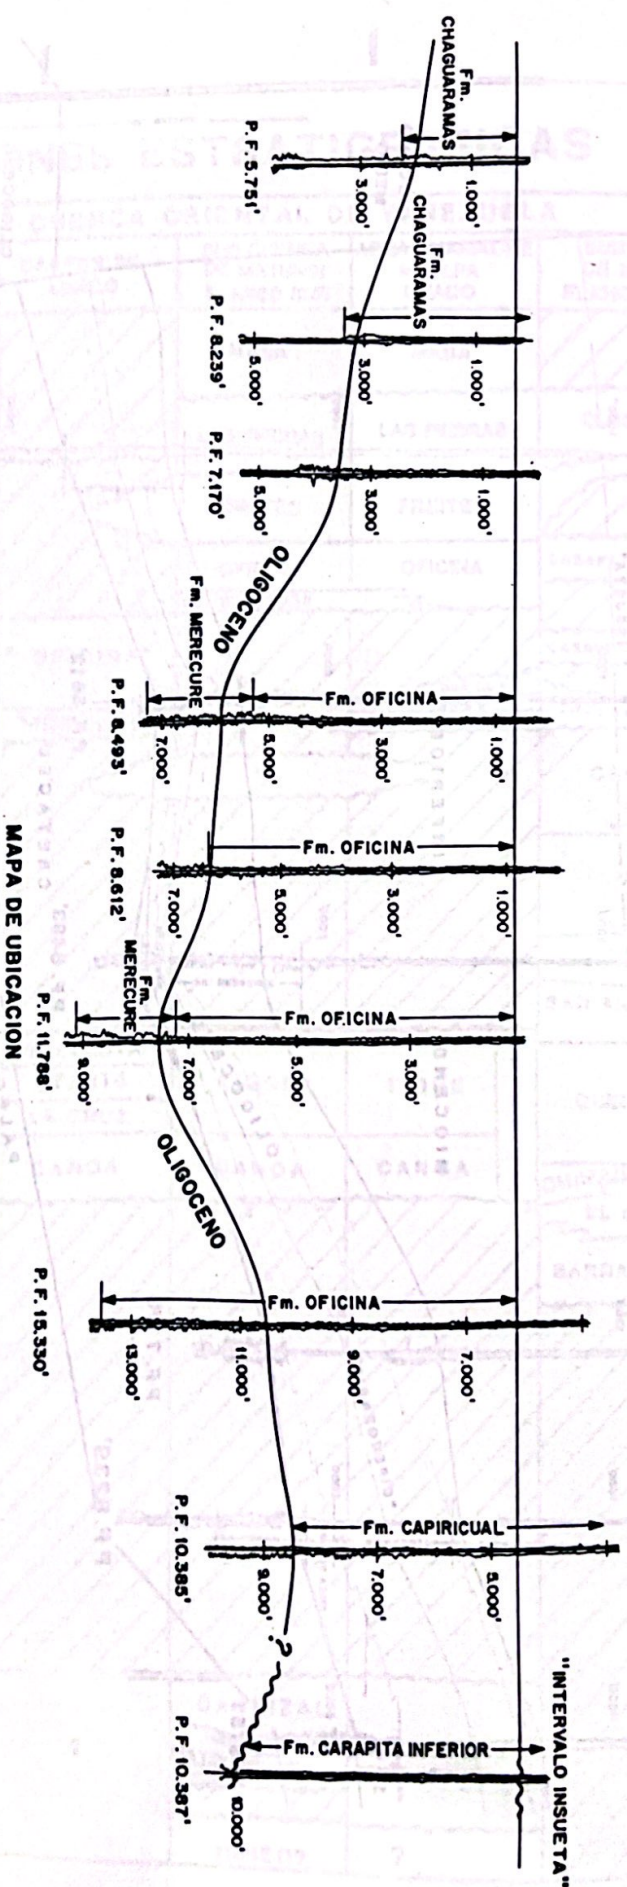 "INTERVALO INSUETA"
Fm.
CHAGUARAMAS
1.000'
3.000'
P. F. 5.751'
Fm.
CHAGUARAMAS
1.000'
3.000'
5.000'
P. F. 8.239'
1.000'
3.000'
5.000'
P. F. 7.170'
OLIGOCENO
Fm. OFICINA
Fm. MERECURE
1.000'
3.000'
5.000'
7.000'
P. F. 8.493'
Fm. OFICINA
1.000'
3.000'
5.000'
7.000'
P. F. 8.612'
Fm. OFICINA
Fm.
MERECURE
3.000'
5.000'
7.000'
9.000'
P. F. 11.788'
OLIGOCENO
Fm. OFICINA
7.000'
9.000'
11.000'
13.000'
P. F. 15.330'
Fm. CAPIRICUAL
5.000'
7.000'
9.000'
P. F. 10.385'
?
Fm. CARAPITA INFERIOR
10.000'
P. F. 10.387'
MAPA DE UBICACION